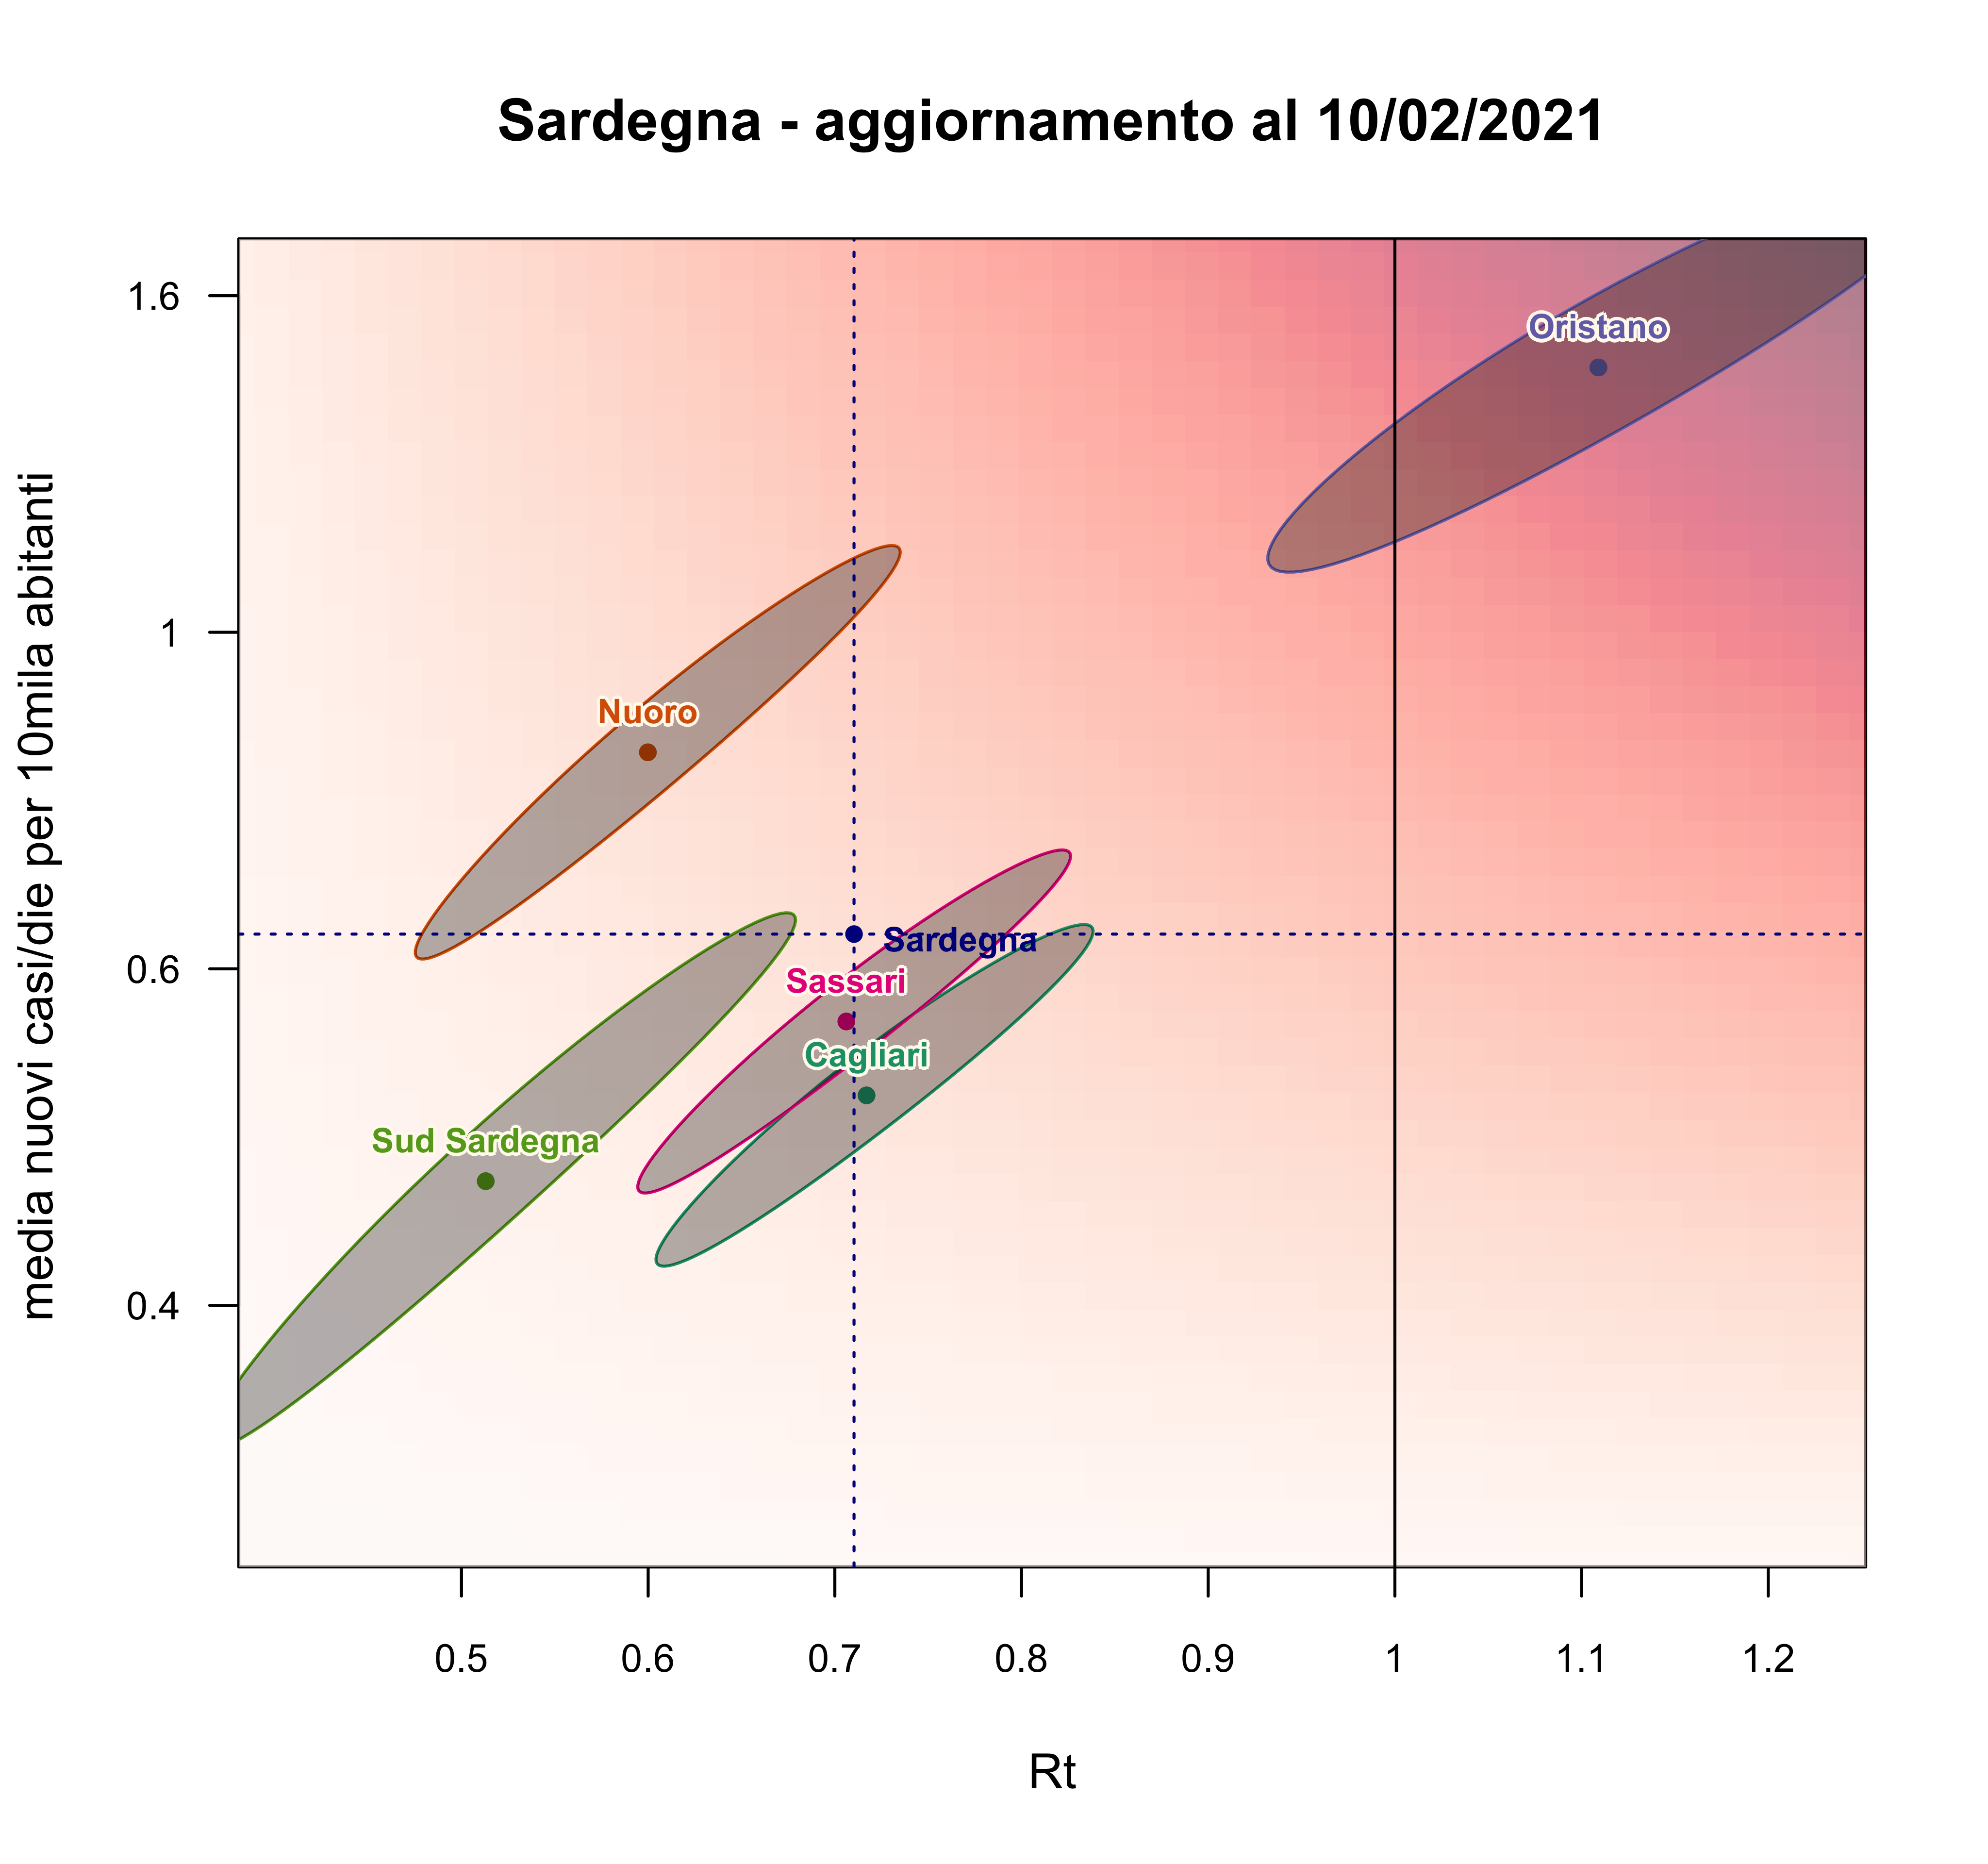 Sardegna - aggiornamento al 10/02/2021
media nuovi casi/die per 10mila abitanti
1.6
1
0.6
0.4
Oristano
Nuoro
Sardegna
Sassari
Cagliari
Sud Sardegna
0.5 0.6 0.7 0.8 0.9 1 1.1 1.2
Rt